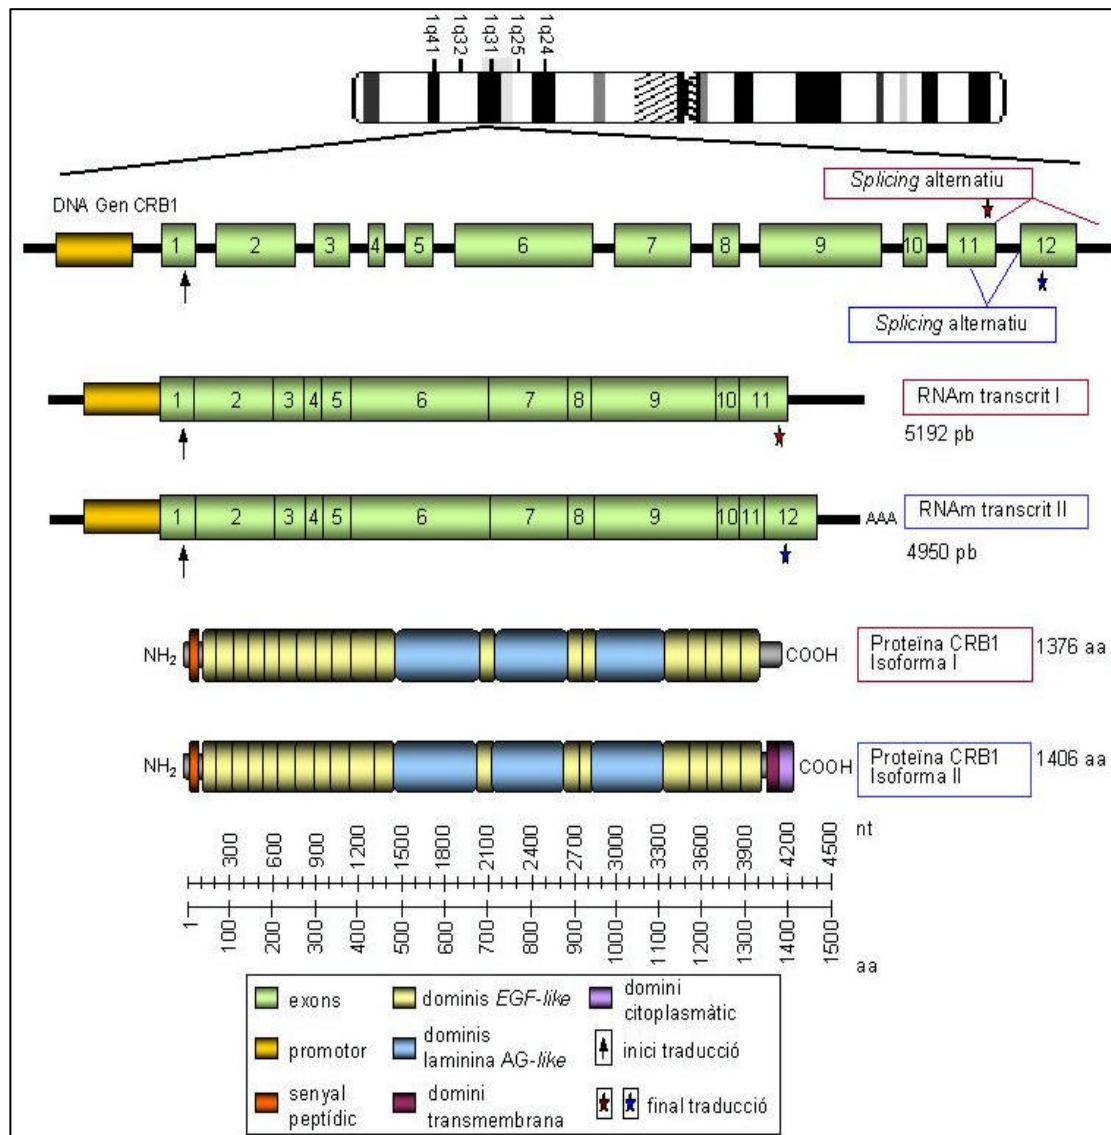 1q41 1q32 1q31 1q25 1q24
Splicing alternatiu
DNA Gen CRB1
1 2 3 4 5 6 7 8 9 10 11 12
Splicing alternatiu
1 2 3 4 5 6 7 8 9 10 11
RNAm transcrit I
5192 pb
1 2 3 4 5 6 7 8 9 10 11 12
AAA
RNAm transcrit II
4950 pb
NH2
COOH
Proteïna CRB1
Isoforma I
1376 aa
NH2
COOH
Proteïna CRB1
Isoforma II
1406 aa
300 600 900 1200 1500 1800 2100 2400 2700 3000 3300 3600 3900 4200 4500
nt
1 100 200 300 400 500 600 700 800 900 1000 1100 1200 1300 1400 1500
aa
exons
dominis EGF-like
domini
citoplasmàtic
promotor
dominis
laminina AG-like
inici traducció
senyal
peptídic
domini
transmembrana
final traducció